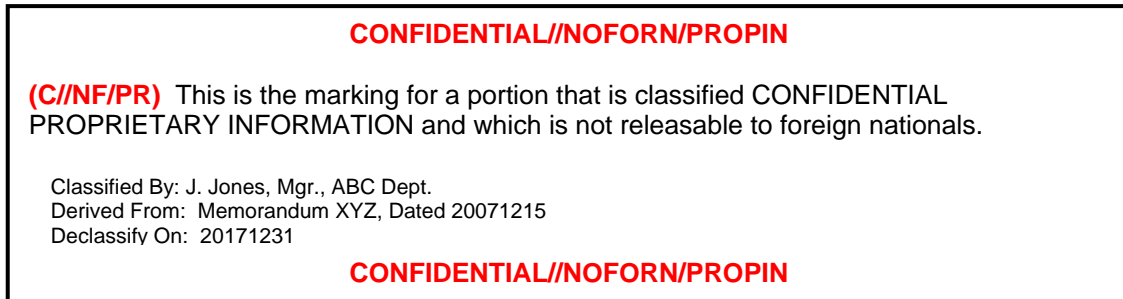 CONFIDENTIAL//NOFORN/PROPIN
(C//NF/PR) This is the marking for a portion that is classified CONFIDENTIAL
PROPRIETARY INFORMATION and which is not releasable to foreign nationals.
Classified By: J. Jones, Mgr., ABC Dept.
Derived From: Memorandum XYZ, Dated 20071215
Declassify On: 20171231
CONFIDENTIAL//NOFORN/PROPIN